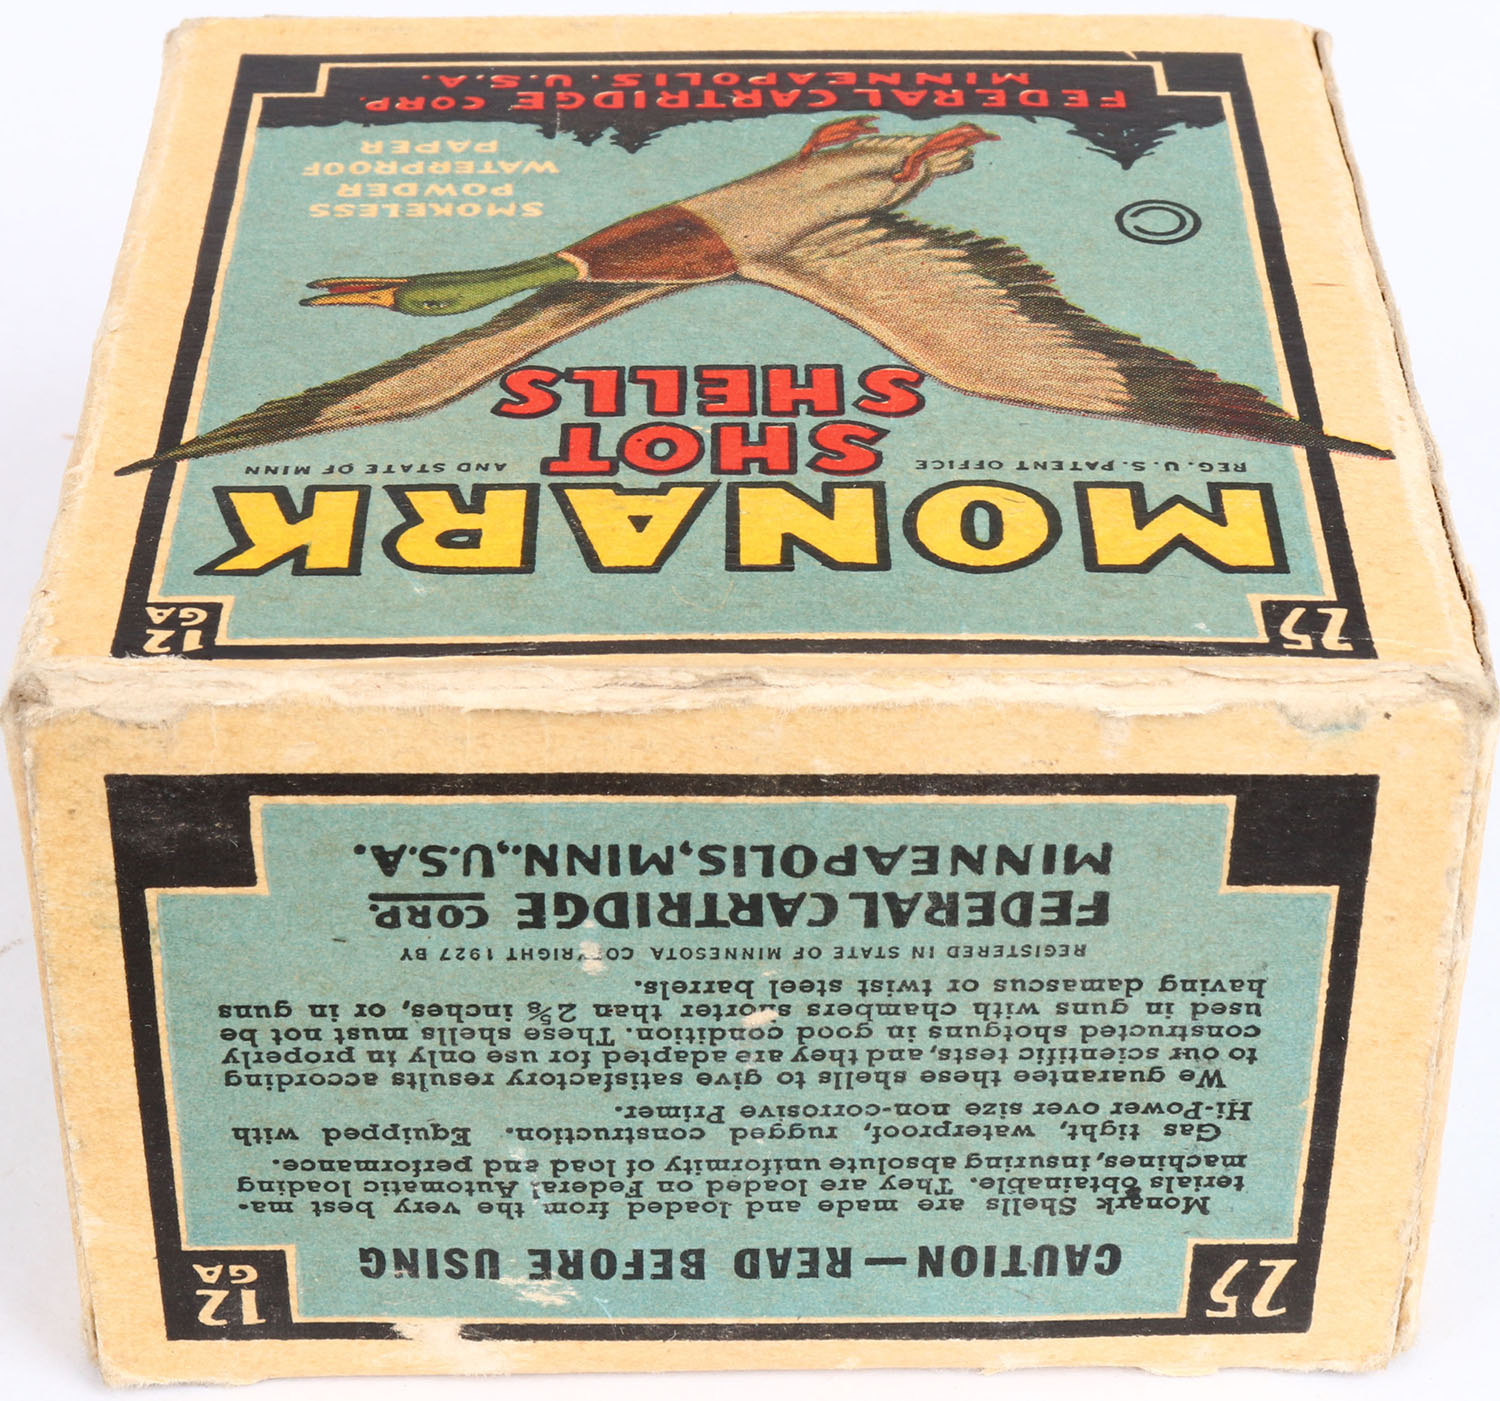 25
12
GA
MONARK
REG. U.S. PATENT OFFICE
AND STATE OF MINN
SHOT
SHELLS
©
SMOKELESS
POWDER
WATERPROOF
PAPER
FEDERAL CARTRIDGE CORP.
MINNEAPOLIS. U.S.A.
25
12
GA
CAUTION—READ BEFORE USING
Monark Shells are made and loaded from the very best ma-
terials obtainable. They are loaded on Federal Automatic loading
machines, insuring absolute uniformity of load and performance.
Gas tight, waterproof, rugged construction. Equipped with
Hi-Power over size non-corrosive Primer.
We guarantee these shells to give satisfactory results according
to our scientific tests, and they are adapted for use only in properly
constructed shotguns in good condition. These shells must not be
used in guns with chambers shorter than 2⅝ inches, or in guns
having damascus or twist steel barrels.
REGISTERED IN STATE OF MINNESOTA COPYRIGHT 1927 BY
FEDERAL CARTRIDGE CORP.
MINNEAPOLIS, MINN., U.S.A.